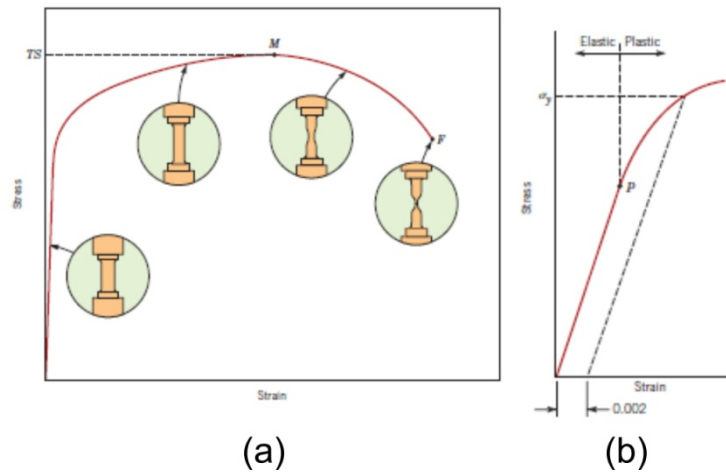 TS
M
F
Stress
Strain
(a)
Elastic Plastic
σy
P
Stress
Strain
0.002
(b)